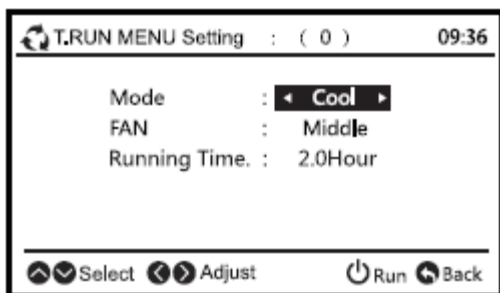 T.RUN MENU Setting : ( 0 ) 09:36
Mode : Cool
FAN : Middle
Running Time. : 2.0Hour
Select Adjust Run Back